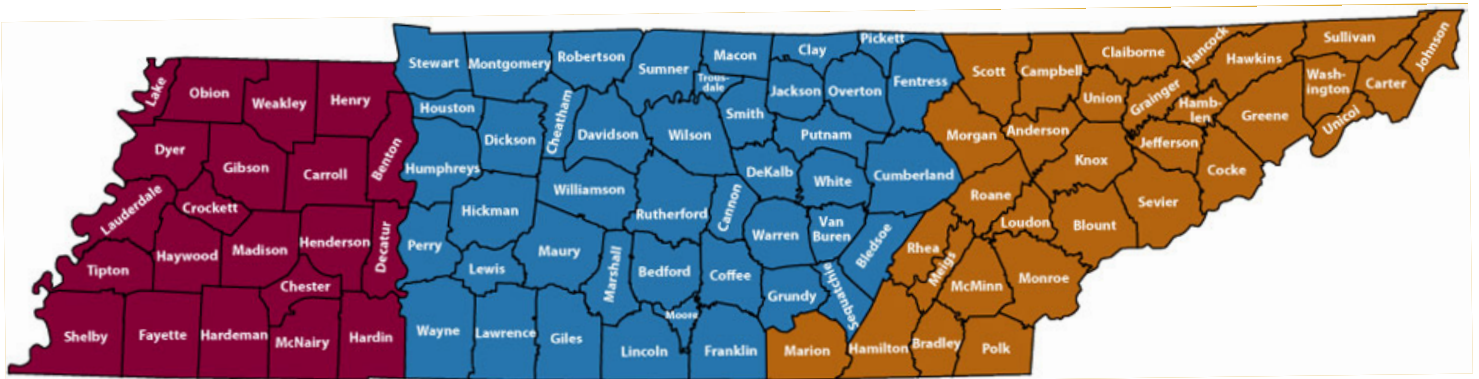 Lake
Obion
Weakley
Henry
Dyer
Gibson
Carroll
Benton
Lauderdale
Crockett
Tipton
Haywood
Madison
Henderson
Decatur
Chester
Shelby
Fayette
Hardeman
McNairy
Hardin
Stewart
Montgomery
Robertson
Sumner
Macon
Trous-
dale
Clay
Pickett
Fentress
Jackson
Overton
Houston
Dickson
Cheatham
Davidson
Wilson
Smith
Putnam
Humphreys
Hickman
Williamson
Rutherford
Cannon
DeKalb
White
Cumberland
Perry
Lewis
Maury
Marshall
Bedford
Coffee
Warren
Van
Buren
Bledsoe
Grundy
Sequatchie
Wayne
Lawrence
Giles
Lincoln
Moore
Franklin
Marion
Hamilton
Bradley
Polk
Scott
Campbell
Claiborne
Hancock
Hawkins
Sullivan
Johnson
Union
Grainger
Hamb-
len
Greene
Wash-
ington
Carter
Unicoi
Morgan
Anderson
Knox
Jefferson
Cocke
Roane
Loudon
Blount
Sevier
Rhea
Meigs
McMinn
Monroe